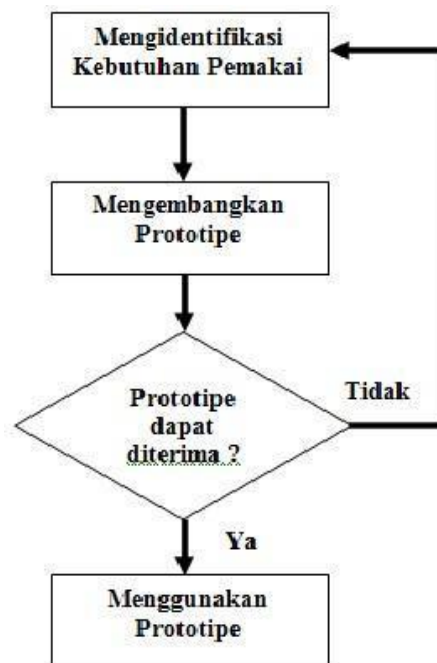 Mengidentifikasi
Kebutuhan Pemakai
Mengembangkan
Prototipe
Prototipe
dapat
diterima ?
Tidak
Ya
Menggunakan
Prototipe